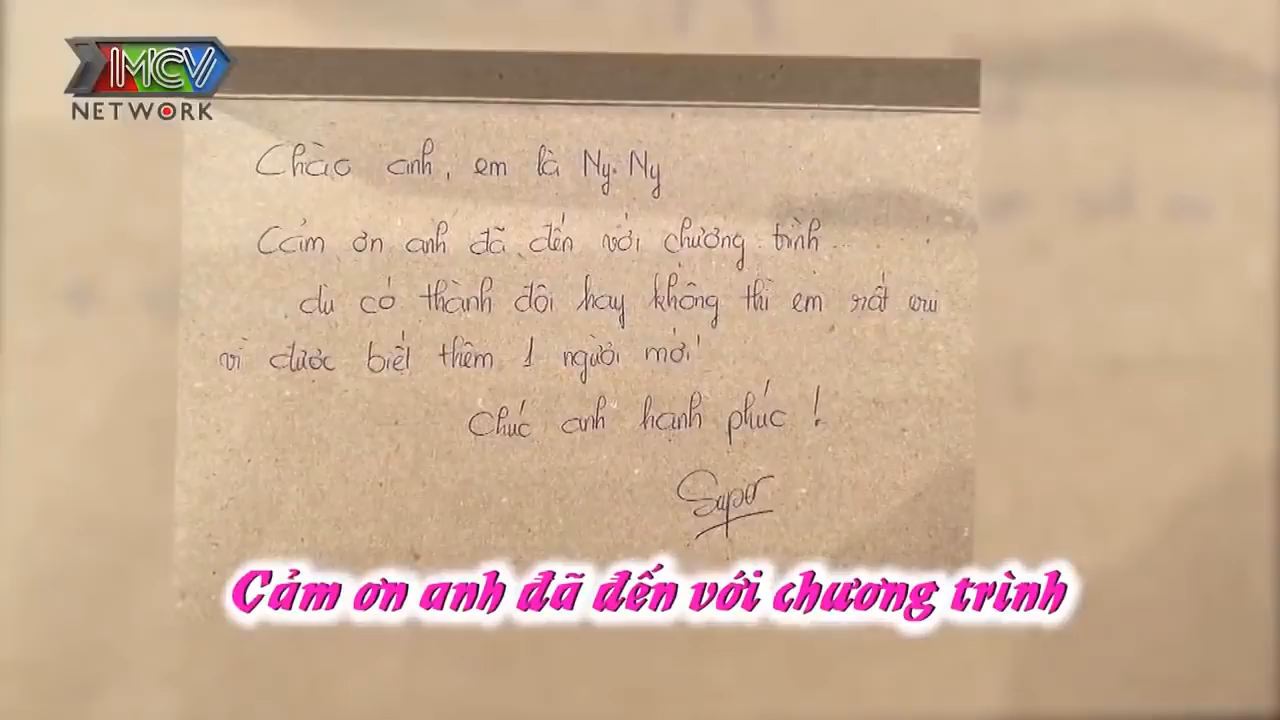 MCV
NETWORK
Chào anh, em là Ny. Ny
Cảm ơn anh đã đến với chương trình...
dù có thành đôi hay không thì em rất vui
vì được biết thêm 1 người mới!
Chúc anh hạnh phúc !
Cảm ơn anh đã đến với chương trình